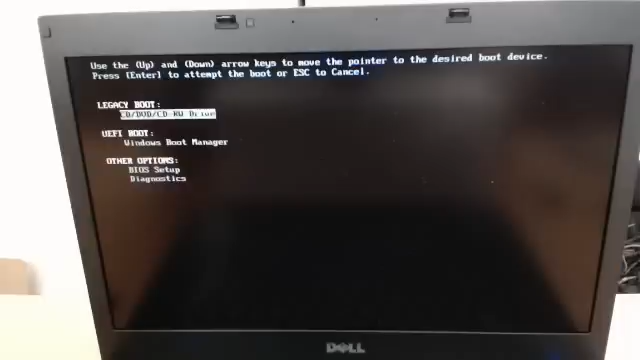 Use the (Up) and (Down) arrow keys to move the pointer to the desired boot device.
Press [Enter] to attempt the boot or ESC to Cancel.
LEGACY BOOT:
CD/DVD/CD-RW Drive
UEFI BOOT:
Windows Boot Manager
OTHER OPTIONS:
BIOS Setup
Diagnostics
DELL